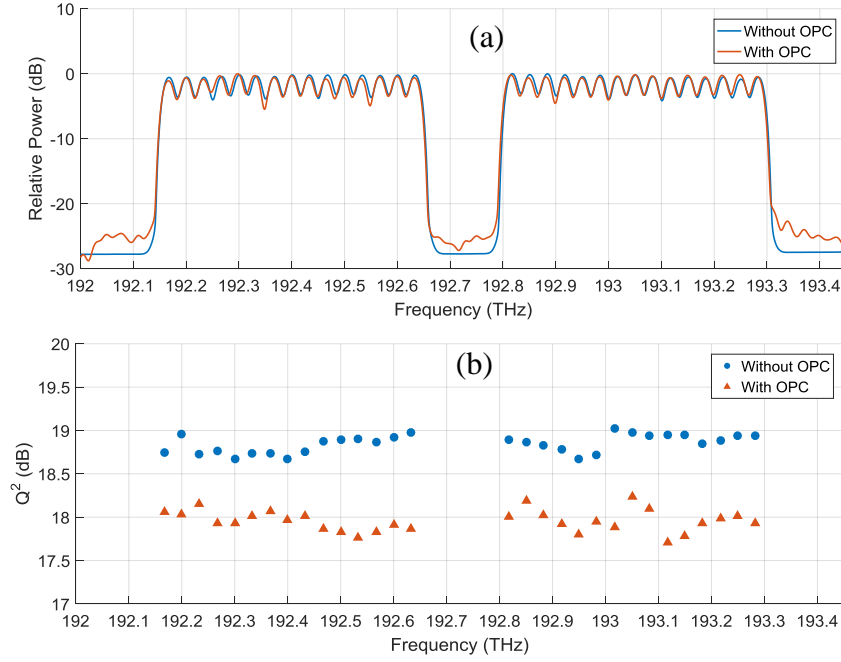 (a)
Without OPC
With OPC
Relative Power (dB)
10
0
-10
-20
-30
192 192.1 192.2 192.3 192.4 192.5 192.6 192.7 192.8 192.9 193 193.1 193.2 193.3 193.4
Frequency (THz)
(b)
Without OPC
With OPC
Q2 (dB)
20
19.5
19
18.5
18
17.5
17
192 192.1 192.2 192.3 192.4 192.5 192.6 192.7 192.8 192.9 193 193.1 193.2 193.3 193.4
Frequency (THz)